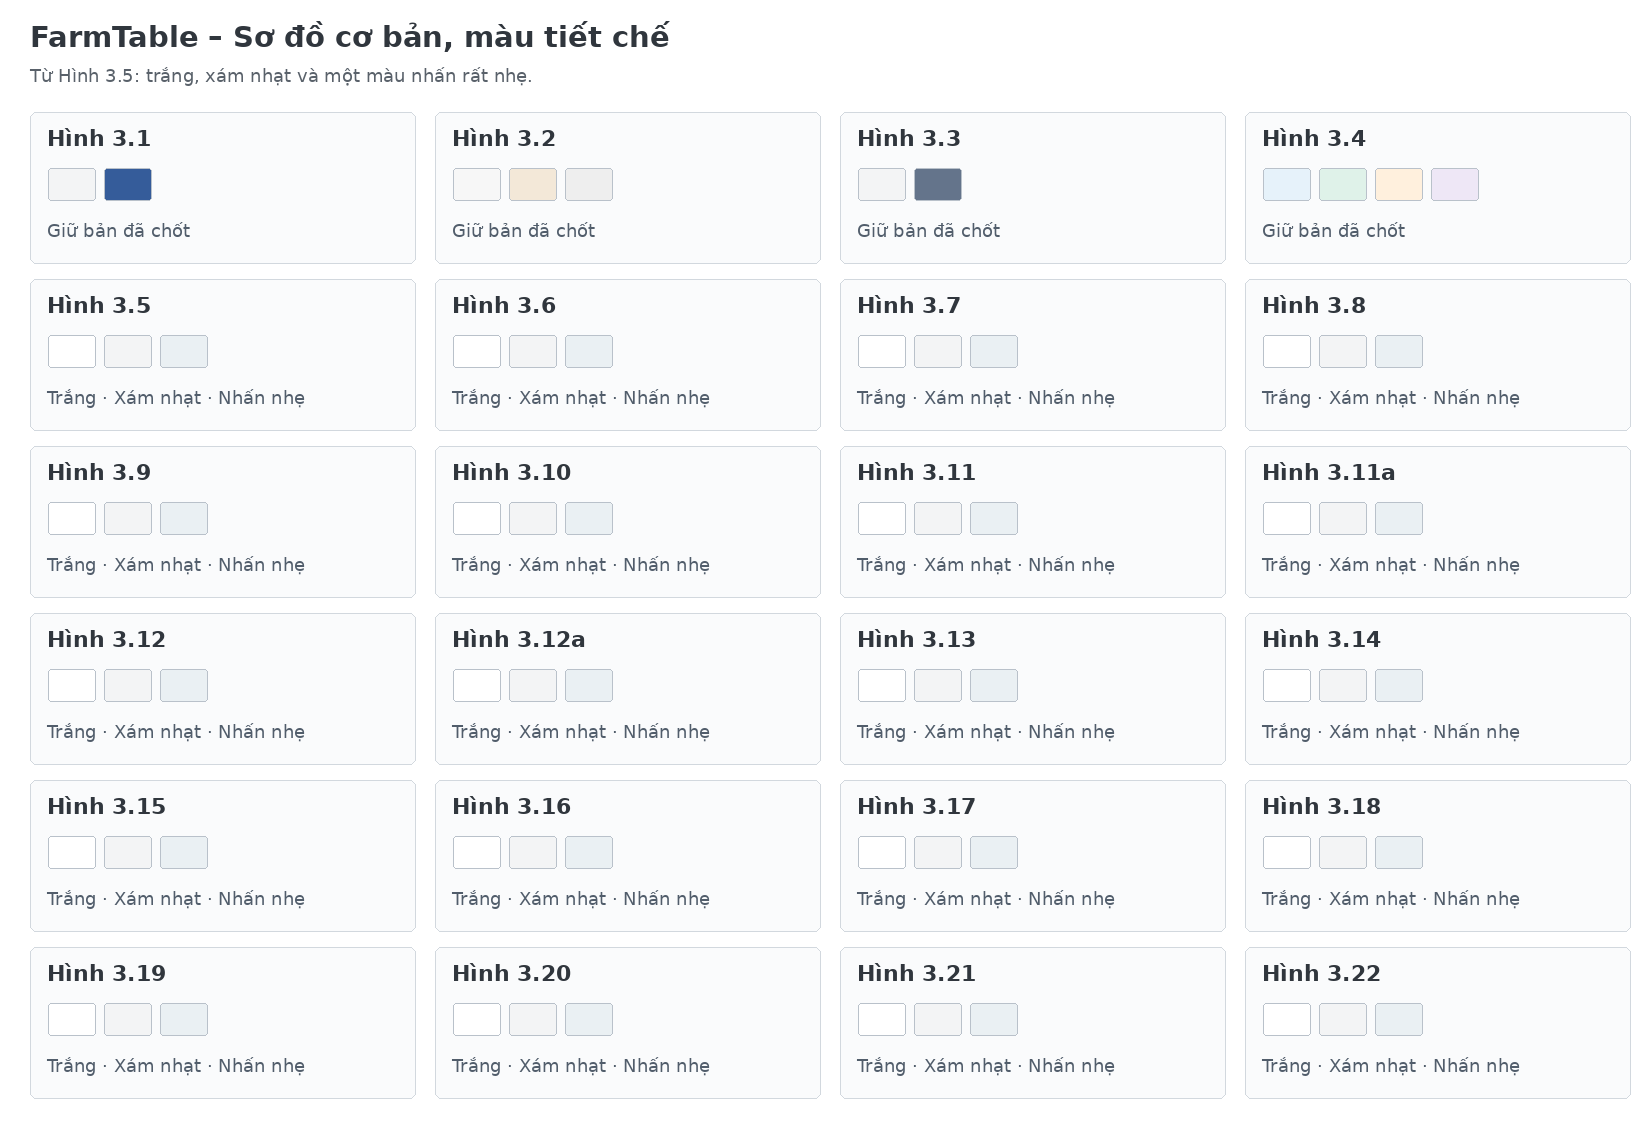 FarmTable – Sơ đồ cơ bản, màu tiết chế
Từ Hình 3.5: trắng, xám nhạt và một màu nhấn rất nhẹ.
Hình 3.1
Giữ bản đã chốt
Hình 3.2
Giữ bản đã chốt
Hình 3.3
Giữ bản đã chốt
Hình 3.4
Giữ bản đã chốt
Hình 3.5
Trắng · Xám nhạt · Nhấn nhẹ
Hình 3.6
Trắng · Xám nhạt · Nhấn nhẹ
Hình 3.7
Trắng · Xám nhạt · Nhấn nhẹ
Hình 3.8
Trắng · Xám nhạt · Nhấn nhẹ
Hình 3.9
Trắng · Xám nhạt · Nhấn nhẹ
Hình 3.10
Trắng · Xám nhạt · Nhấn nhẹ
Hình 3.11
Trắng · Xám nhạt · Nhấn nhẹ
Hình 3.11a
Trắng · Xám nhạt · Nhấn nhẹ
Hình 3.12
Trắng · Xám nhạt · Nhấn nhẹ
Hình 3.12a
Trắng · Xám nhạt · Nhấn nhẹ
Hình 3.13
Trắng · Xám nhạt · Nhấn nhẹ
Hình 3.14
Trắng · Xám nhạt · Nhấn nhẹ
Hình 3.15
Trắng · Xám nhạt · Nhấn nhẹ
Hình 3.16
Trắng · Xám nhạt · Nhấn nhẹ
Hình 3.17
Trắng · Xám nhạt · Nhấn nhẹ
Hình 3.18
Trắng · Xám nhạt · Nhấn nhẹ
Hình 3.19
Trắng · Xám nhạt · Nhấn nhẹ
Hình 3.20
Trắng · Xám nhạt · Nhấn nhẹ
Hình 3.21
Trắng · Xám nhạt · Nhấn nhẹ
Hình 3.22
Trắng · Xám nhạt · Nhấn nhẹ